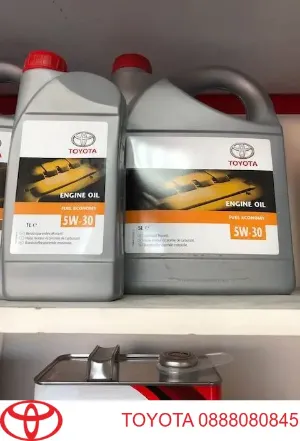 TOYOTA
ENGINE OIL
FUEL ECONOMY
1L
5W-30
TOYOTA
ENGINE OIL
FUEL ECONOMY
5L
5W-30
TOYOTA 0888080845